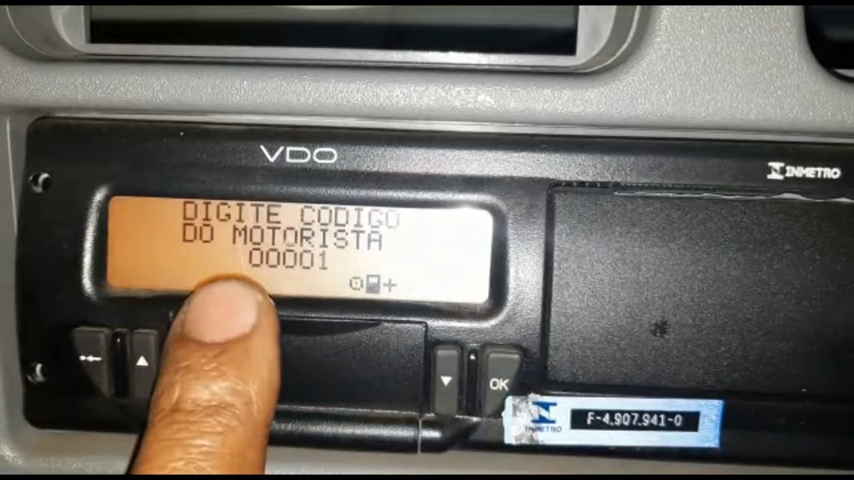 VDO
INMETRO
DIGITE CODIGO
DO MOTORISTA
00001
OK
INMETRO
F-4.907.941-0